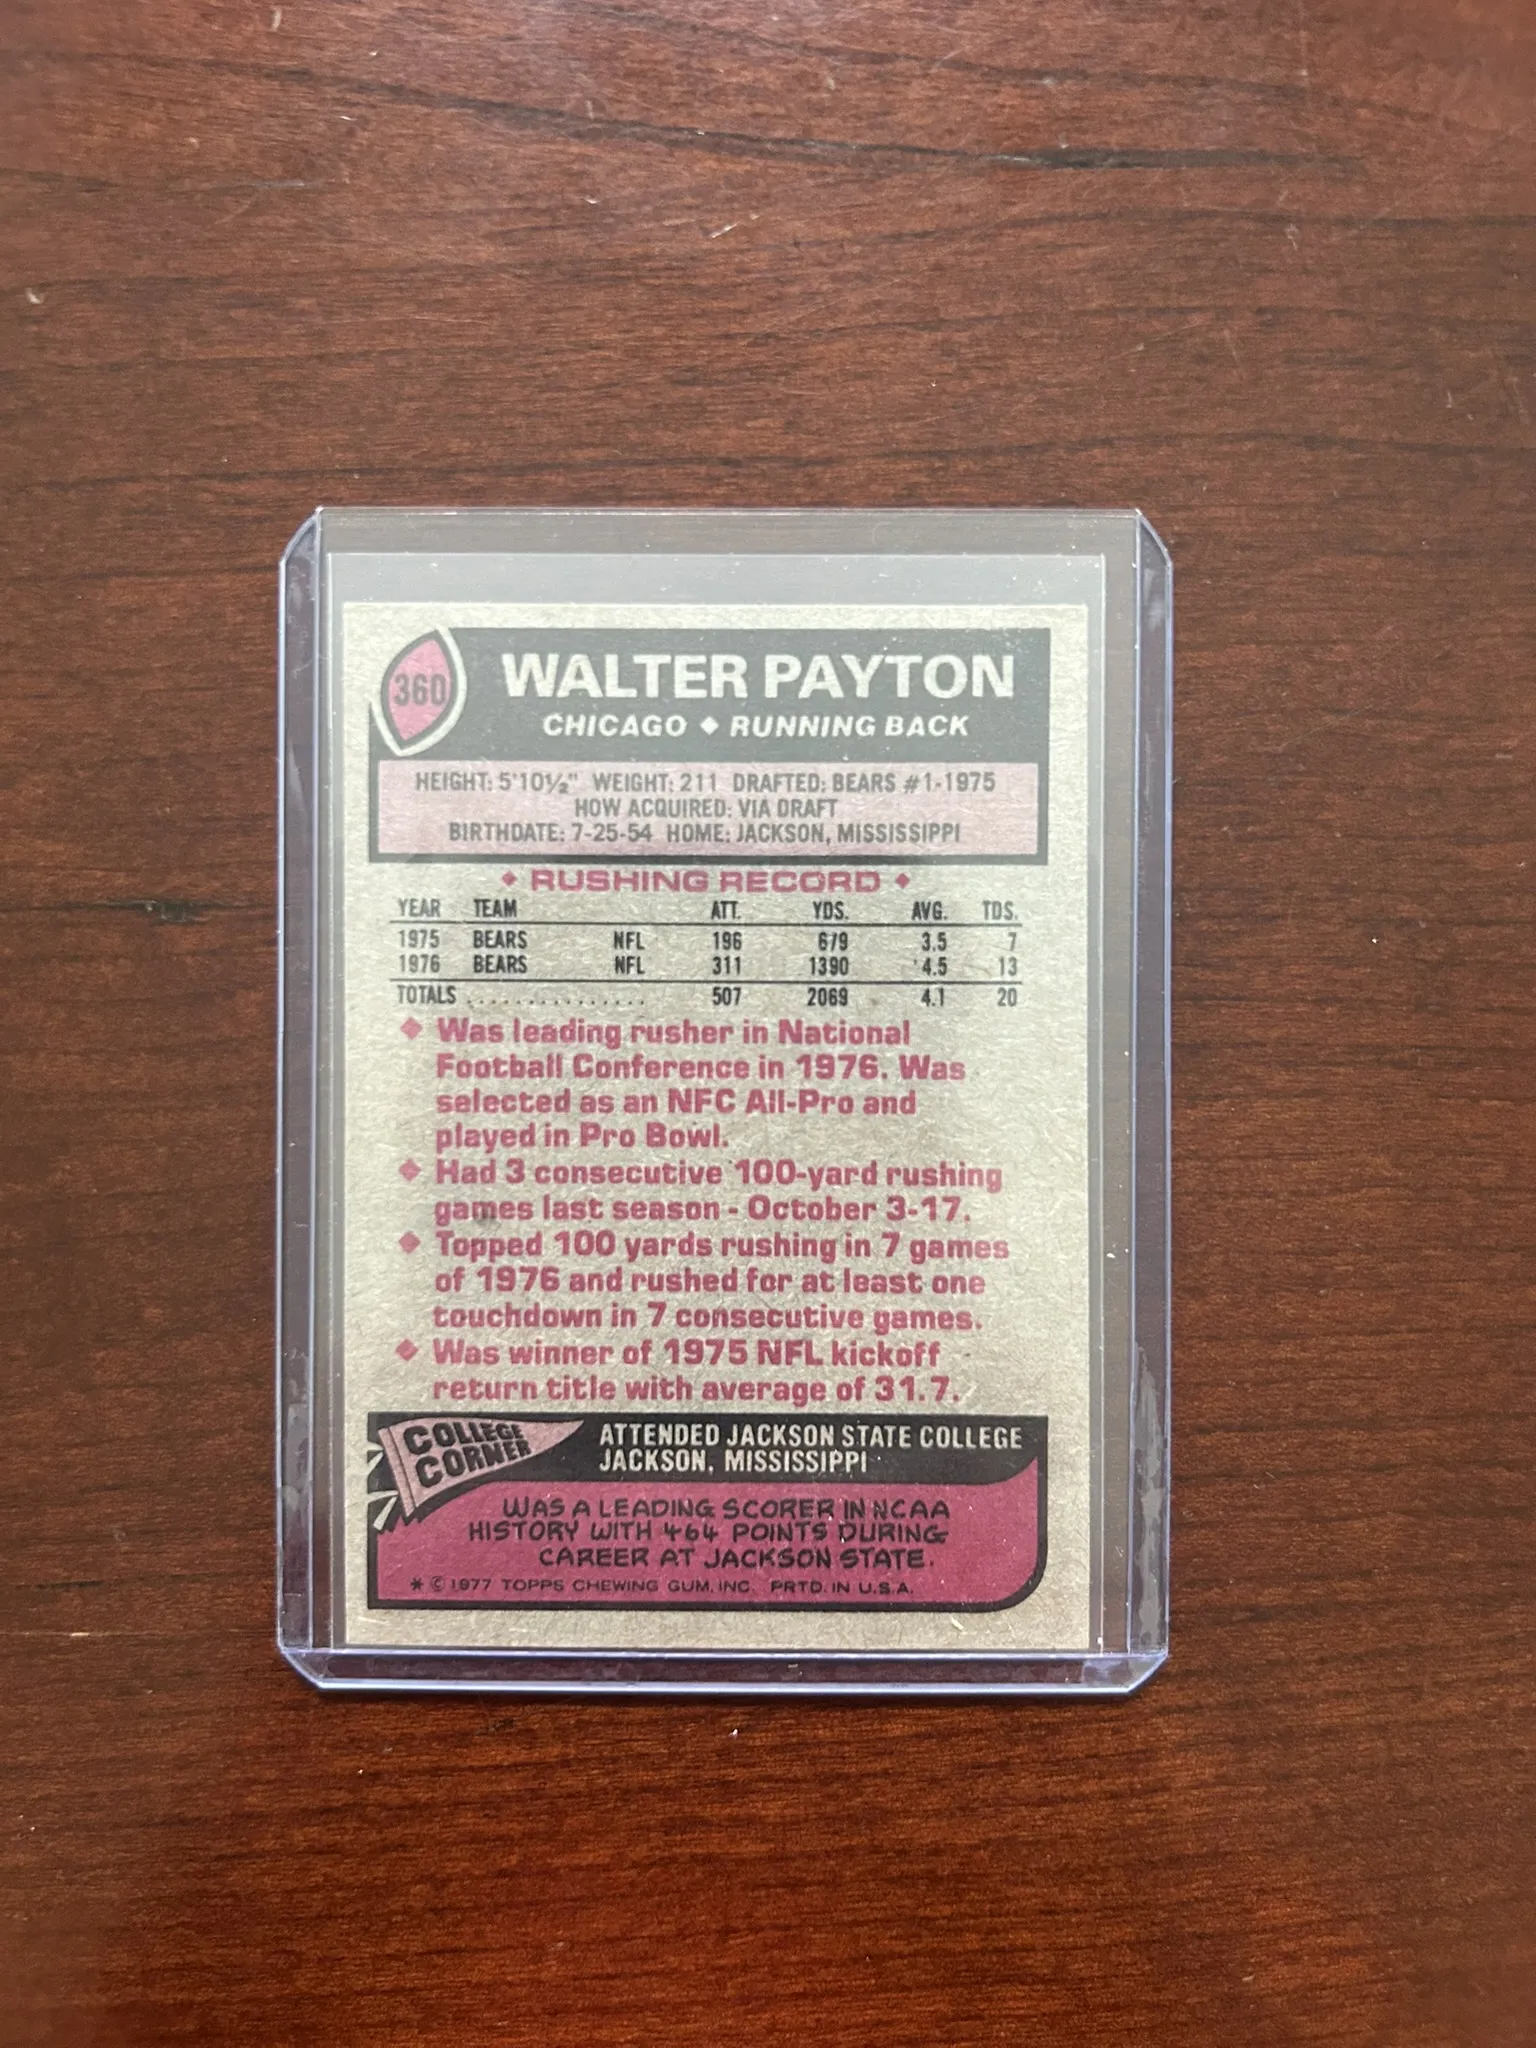 360
WALTER PAYTON
CHICAGO ◆ RUNNING BACK
HEIGHT: 5'10½" WEIGHT: 211 DRAFTED: BEARS #1-1975
HOW ACQUIRED: VIA DRAFT
BIRTHDATE: 7-25-54 HOME: JACKSON, MISSISSIPPI
◆ RUSHING RECORD ◆
YEAR TEAM ATT. YDS. AVG. TDS.
1975 BEARS NFL 196 679 3.5 7
1976 BEARS NFL 311 1390 4.5 13
TOTALS ............... 507 2069 4.1 20
◆ Was leading rusher in National
Football Conference in 1976. Was
selected as an NFC All-Pro and
played in Pro Bowl.
◆ Had 3 consecutive 100-yard rushing
games last season - October 3-17.
◆ Topped 100 yards rushing in 7 games
of 1976 and rushed for at least one
touchdown in 7 consecutive games.
◆ Was winner of 1975 NFL kickoff
return title with average of 31.7.
COLLEGE
CORNER
ATTENDED JACKSON STATE COLLEGE
JACKSON, MISSISSIPPI
WAS A LEADING SCORER IN NCAA
HISTORY WITH 464 POINTS DURING
CAREER AT JACKSON STATE.
* © 1977 TOPPS CHEWING GUM, INC. PRTD. IN U.S.A.